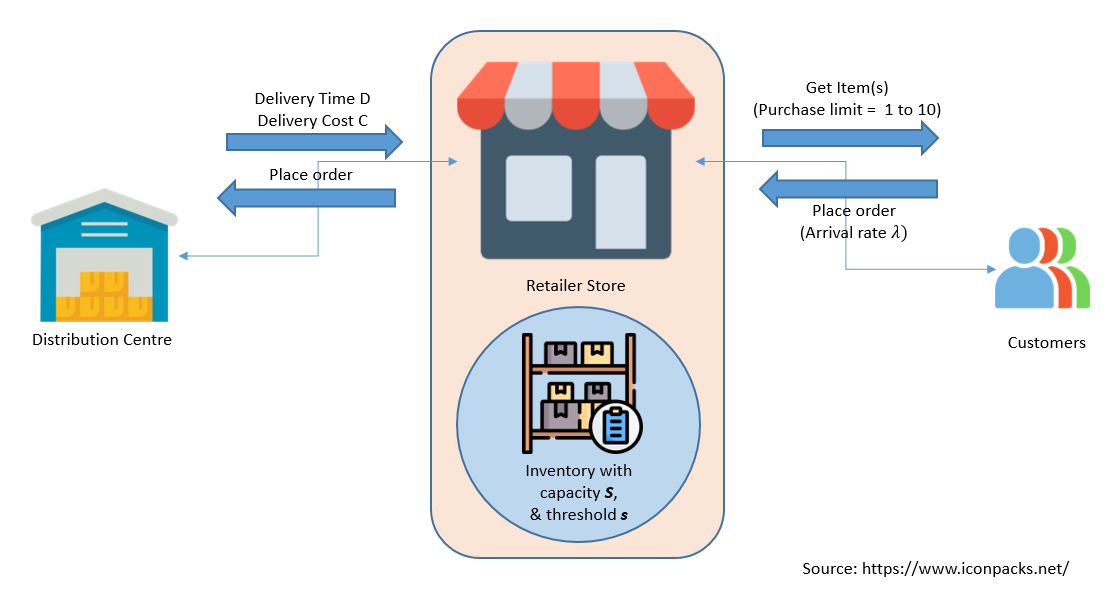 Delivery Time D
Delivery Cost C
Place order
Distribution Centre
Retailer Store
Inventory with
capacity S,
& threshold s
Get Item(s)
(Purchase limit = 1 to 10)
Place order
(Arrival rate λ)
Customers
Source: https://www.iconpacks.net/